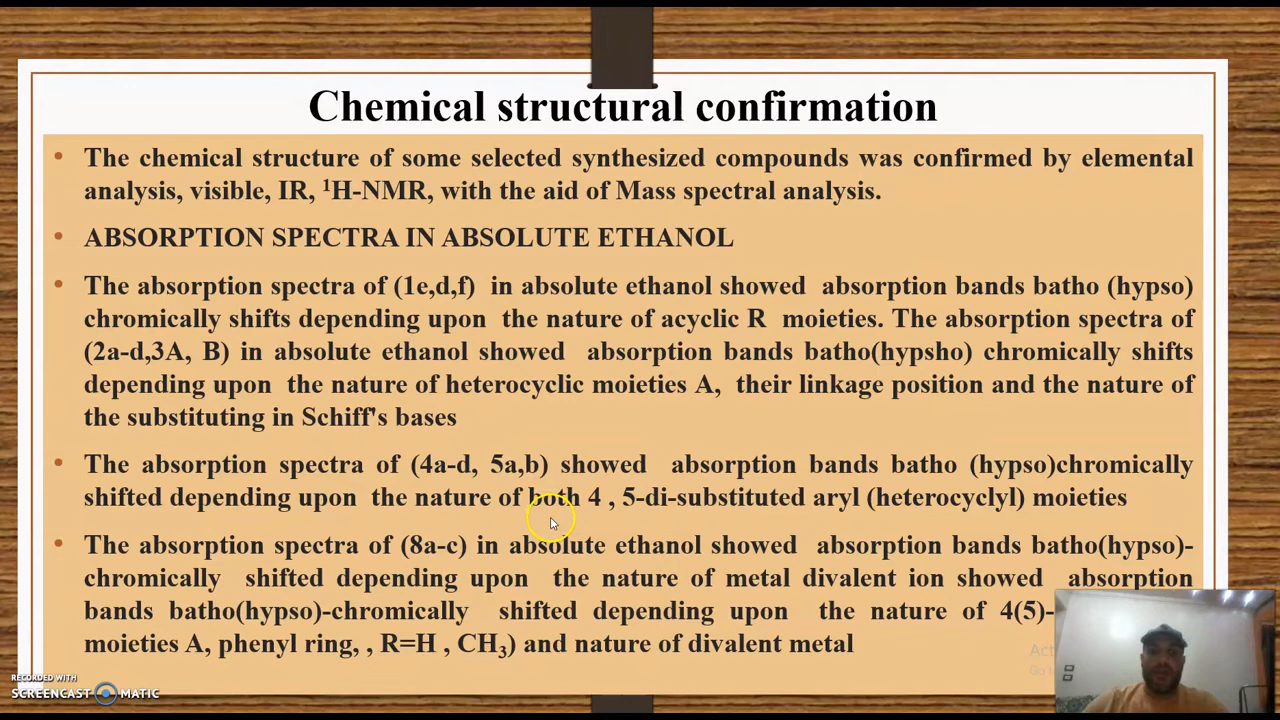 Chemical structural confirmation
• The chemical structure of some selected synthesized compounds was confirmed by elemental
analysis, visible, IR, ¹H-NMR, with the aid of Mass spectral analysis.
• ABSORPTION SPECTRA IN ABSOLUTE ETHANOL
• The absorption spectra of (1e,d,f) in absolute ethanol showed absorption bands batho (hypso)
chromically shifts depending upon the nature of acyclic R moieties. The absorption spectra of
(2a-d,3A, B) in absolute ethanol showed absorption bands batho(hypsho) chromically shifts
depending upon the nature of heterocyclic moieties A, their linkage position and the nature of
the substituting in Schiff's bases
• The absorption spectra of (4a-d, 5a,b) showed absorption bands batho (hypso)chromically
shifted depending upon the nature of both 4 , 5-di-substituted aryl (heterocyclyl) moieties
• The absorption spectra of (8a-c) in absolute ethanol showed absorption bands batho(hypso)-
chromically shifted depending upon the nature of metal divalent ion showed absorption
bands batho(hypso)-chromically shifted depending upon the nature of 4(5)-
moieties A, phenyl ring, , R=H , CH₃) and nature of divalent metal
RECORDED WITH
SCREENCAST MATIC